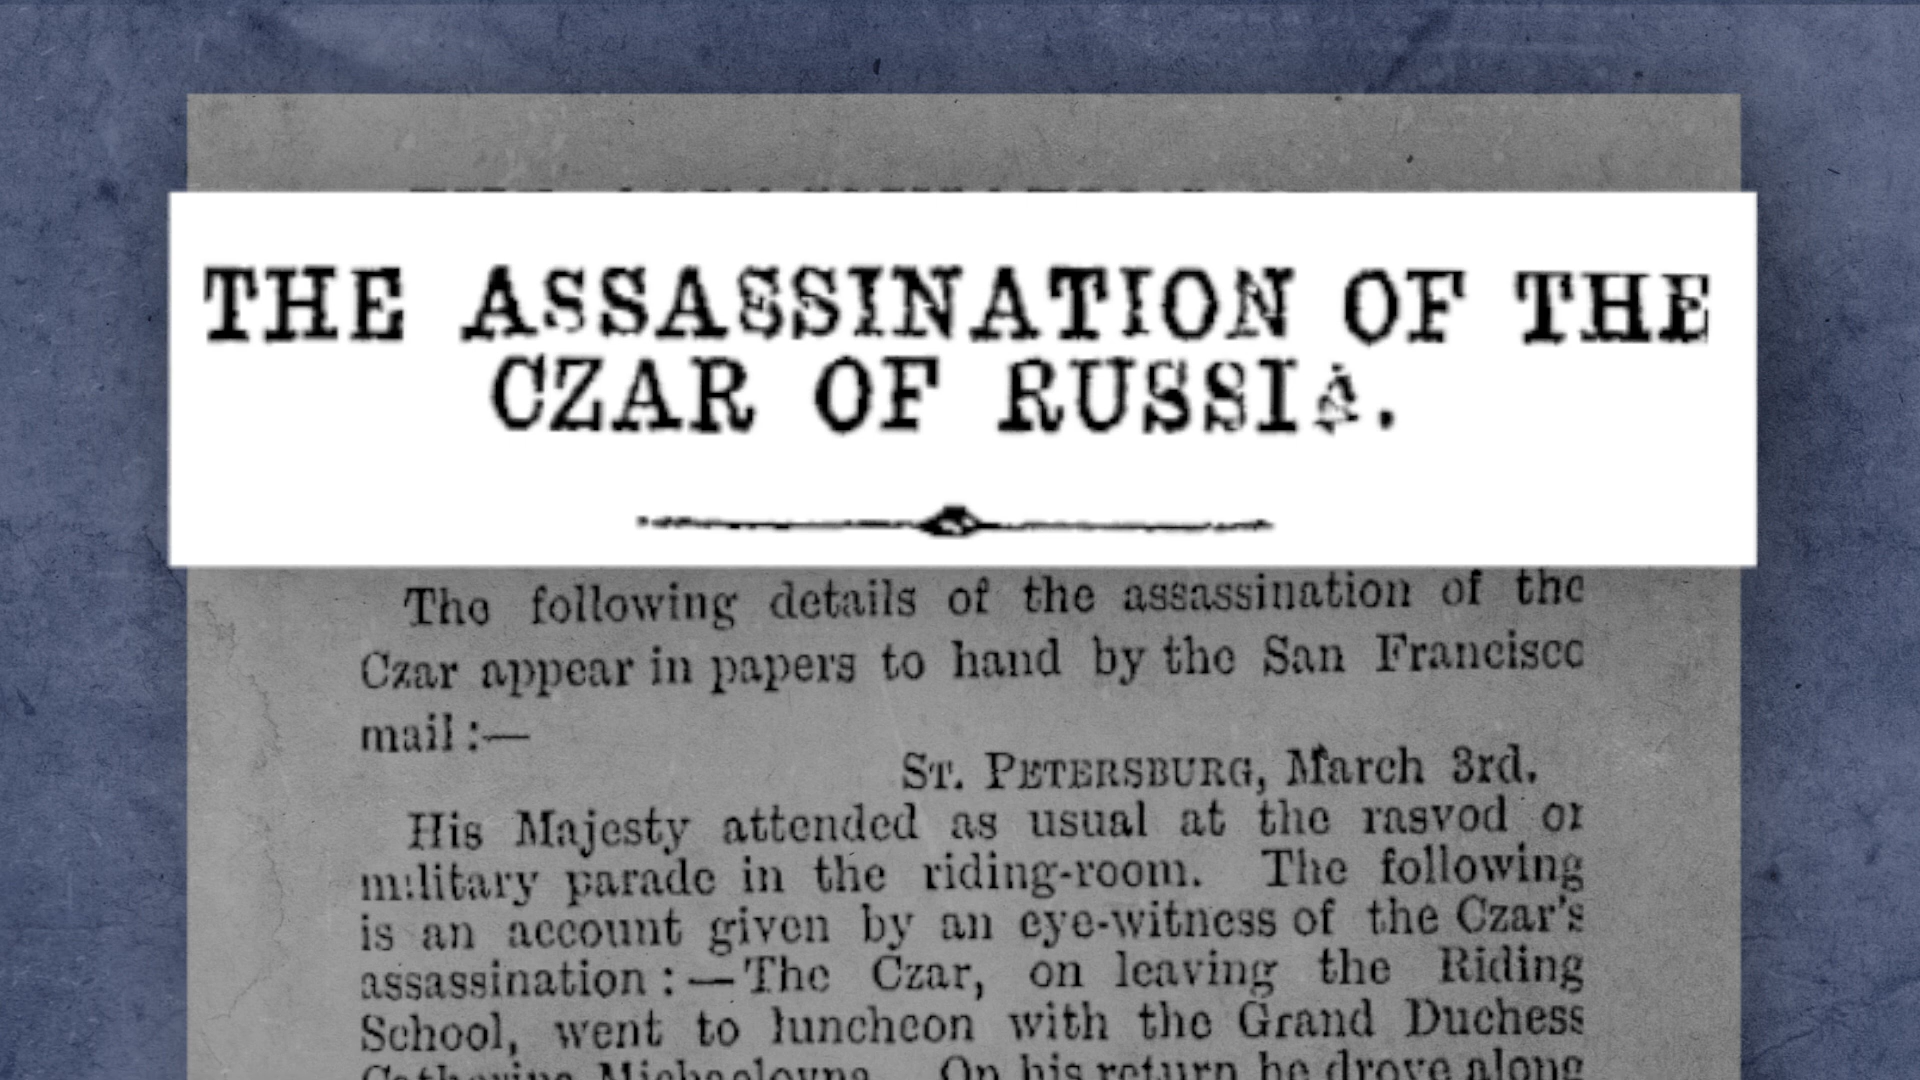 THE ASSASSINATION OF THE
CZAR OF RUSSIA.
The following details of the assassination of the
Czar appear in papers to hand by the San Francisco
mail :—
ST. PETERSBURG, March 3rd.
His Majesty attended as usual at the rasvod or
military parade in the riding-room. The following
is an account given by an eye-witness of the Czar's
assassination :—The Czar, on leaving the Riding
School, went to luncheon with the Grand Duchess
Catherine Michaelovna. On his return he drove along